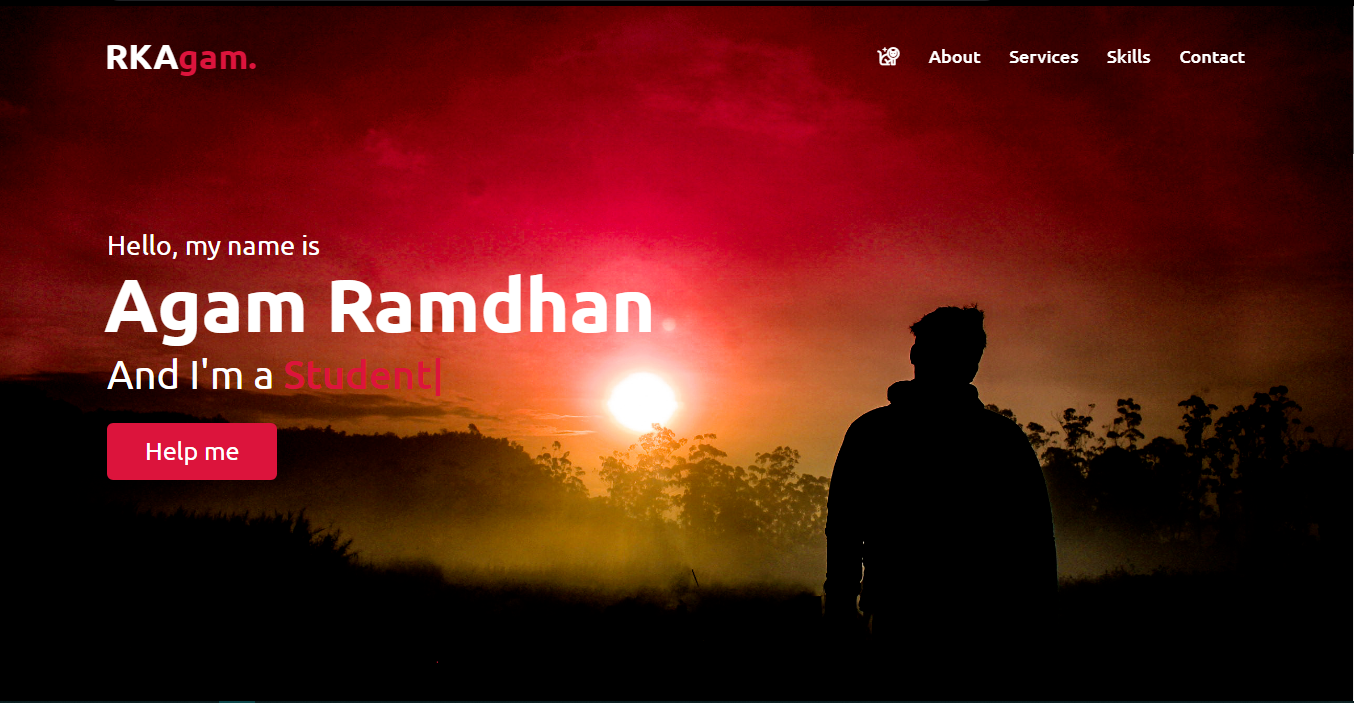 RKAgam.
About Services Skills Contact
Hello, my name is
Agam Ramdhan
And I'm a Student|
Help me